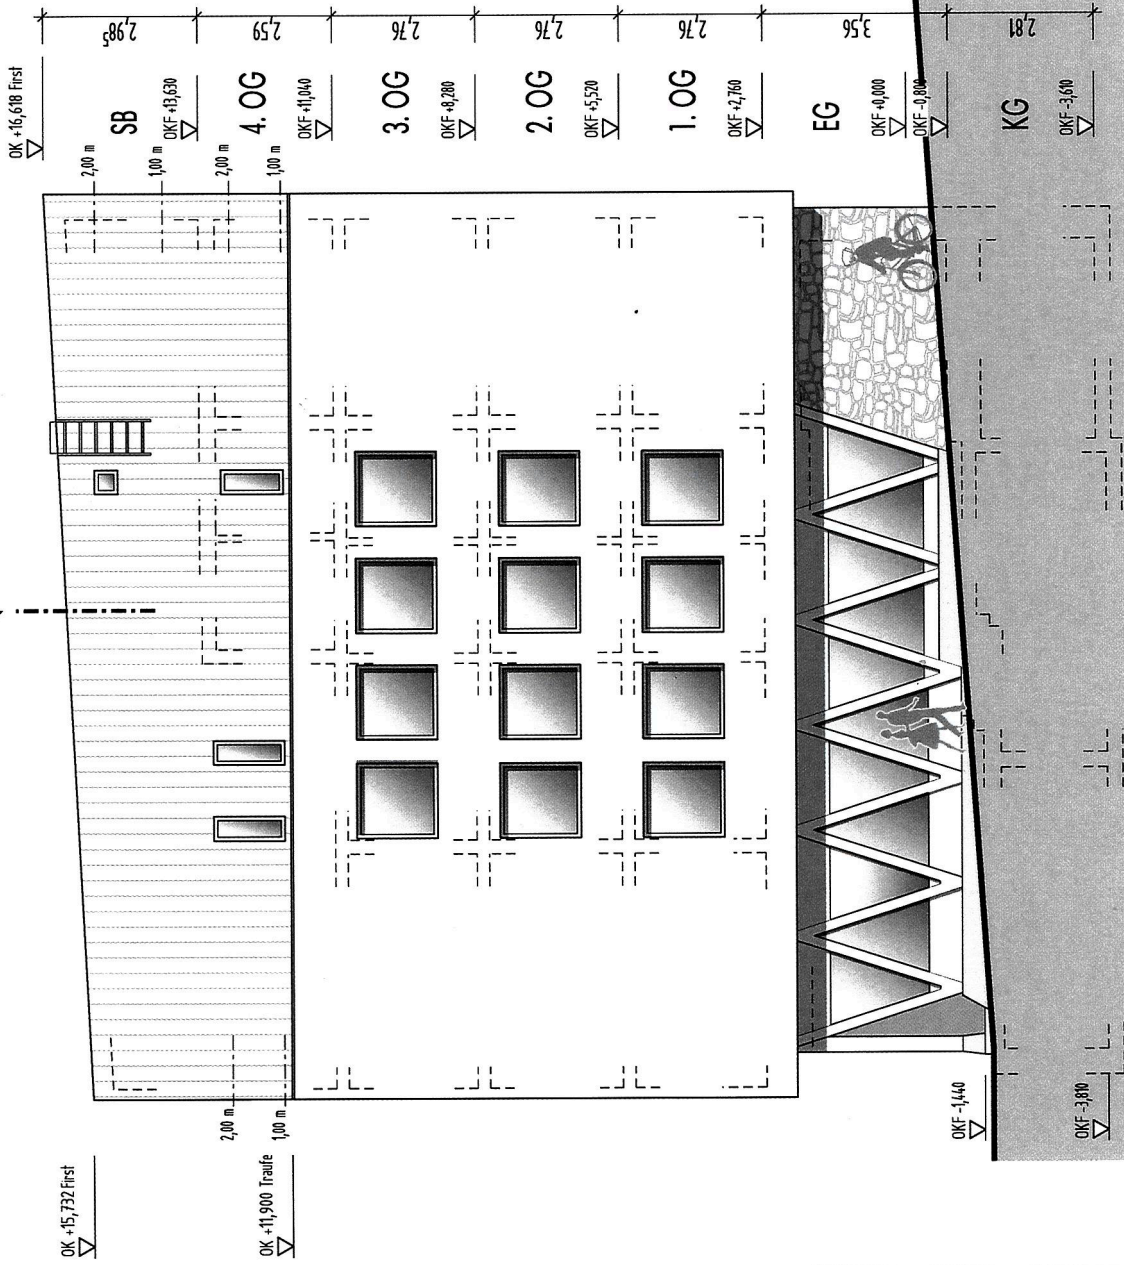 OK +16,618 First
2,98⁵
SB
2,00 m
1,00 m
OKF +13,630
2,59
4. OG
2,00 m
1,00 m
OKF +11,040
2,76
3. OG
OKF +8,280
2,76
2. OG
OKF +5,520
2,76
1. OG
OKF +2,760
3,56
EG
OKF +0,000
OKF -0,800
2,81
KG
OKF -3,610
OK +15,732 First
2,00 m
1,00 m
OK +11,900 Traufe
OKF -1,440
OKF -3,810